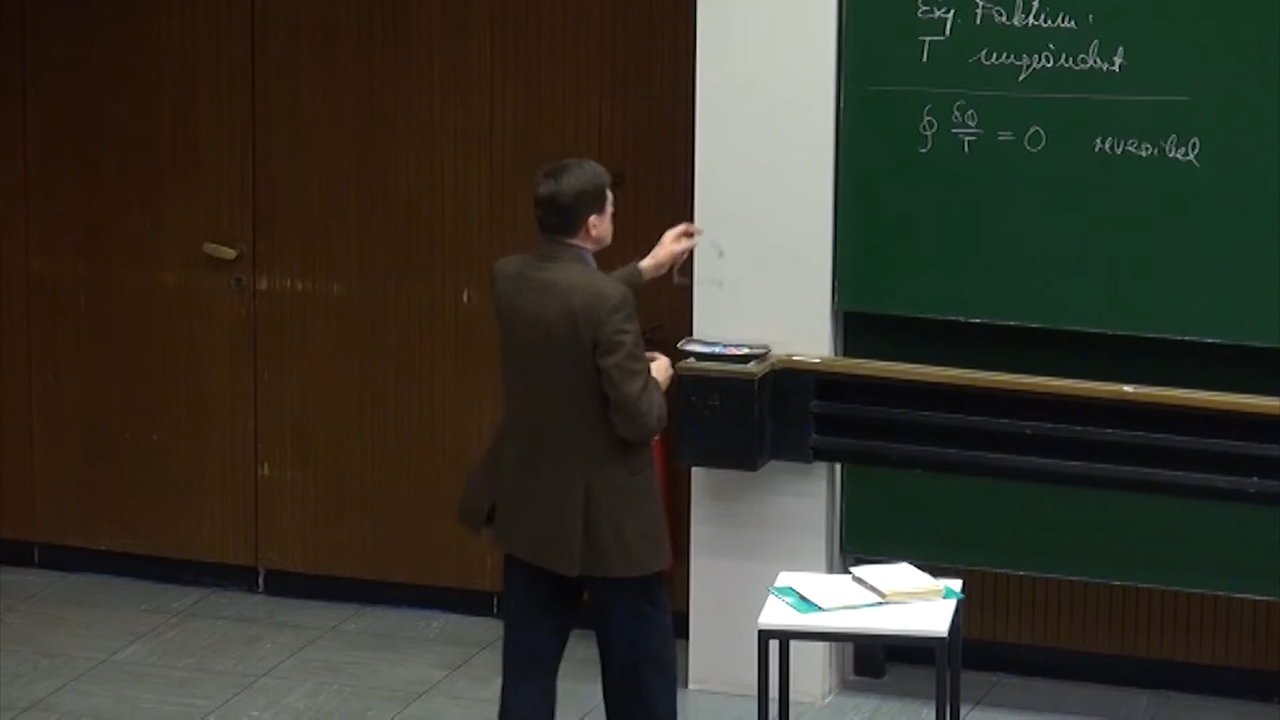 Exp. Faktum:
T ungeändert
∮ δQ/T = 0 reversibel